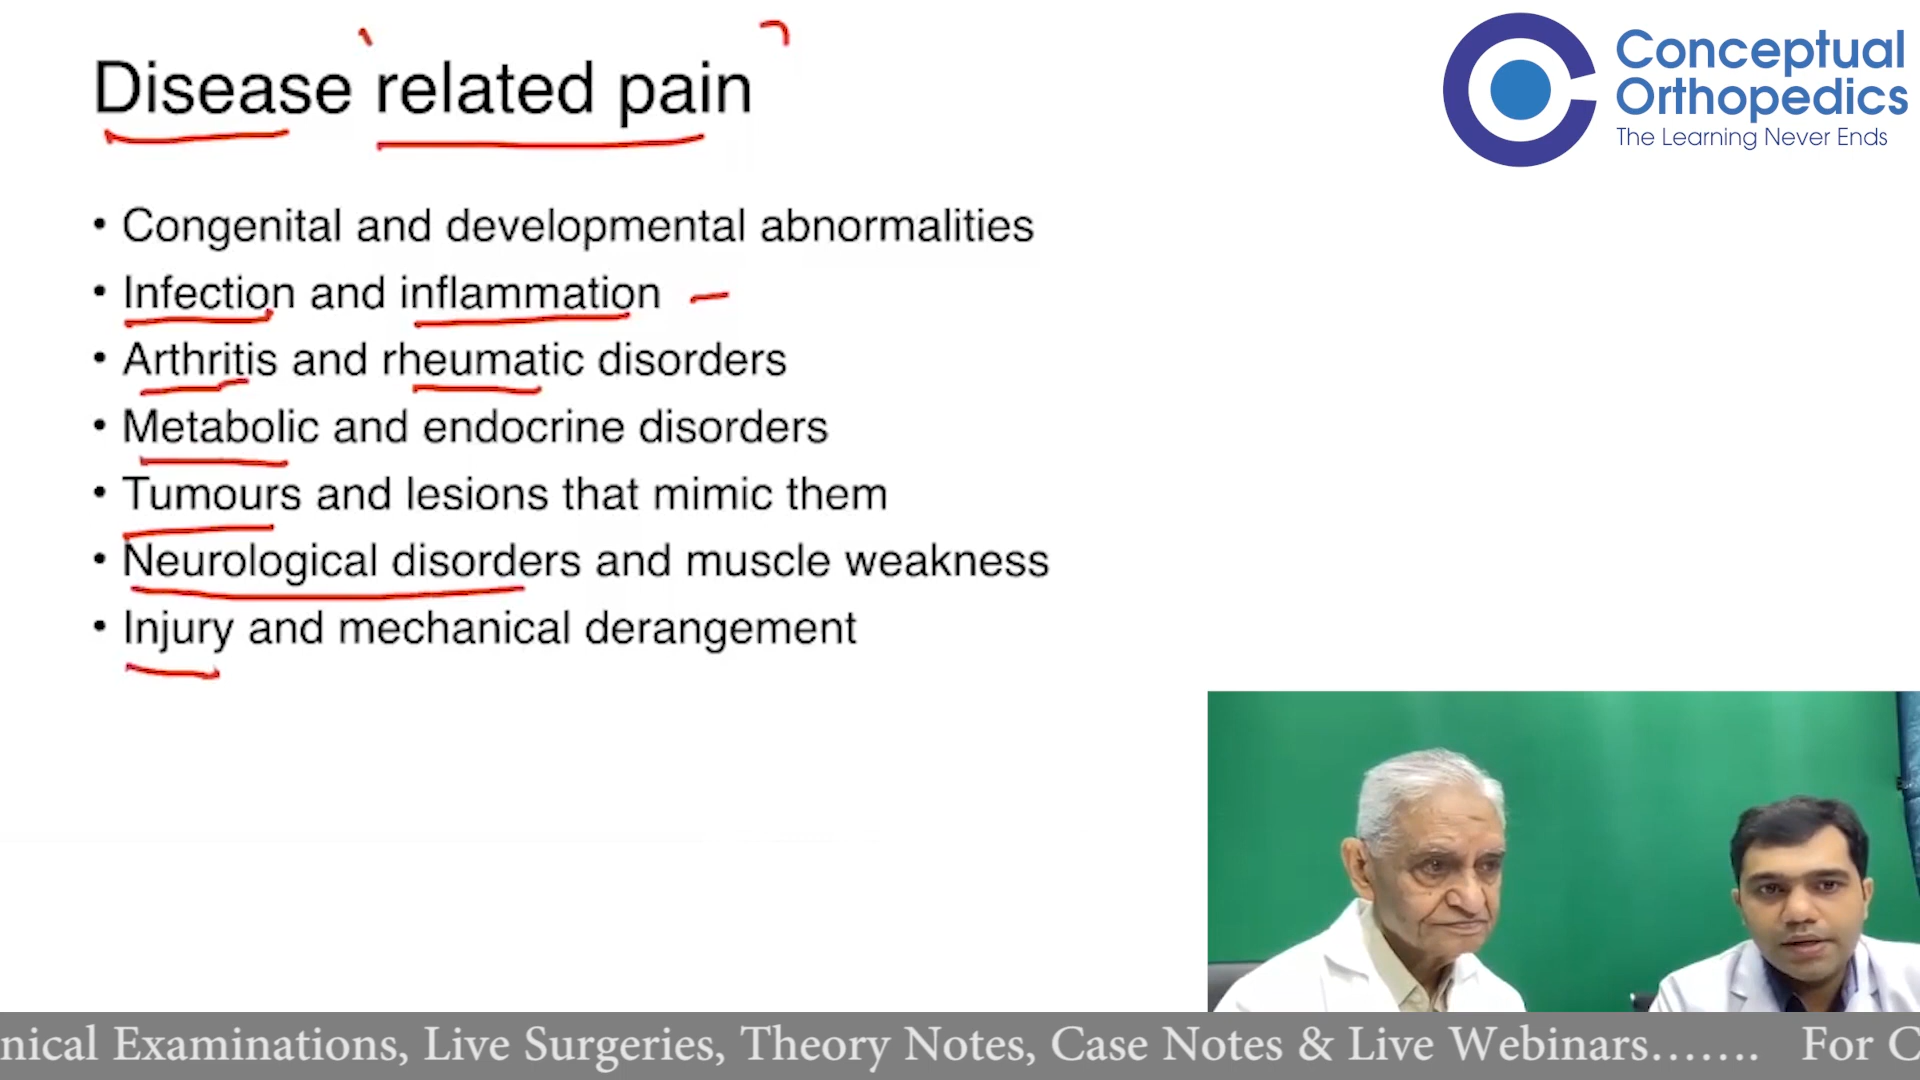 Disease related pain
Conceptual
Orthopedics
The Learning Never Ends
• Congenital and developmental abnormalities
• Infection and inflammation
• Arthritis and rheumatic disorders
• Metabolic and endocrine disorders
• Tumours and lesions that mimic them
• Neurological disorders and muscle weakness
• Injury and mechanical derangement
nical Examinations, Live Surgeries, Theory Notes, Case Notes & Live Webinars....... For C